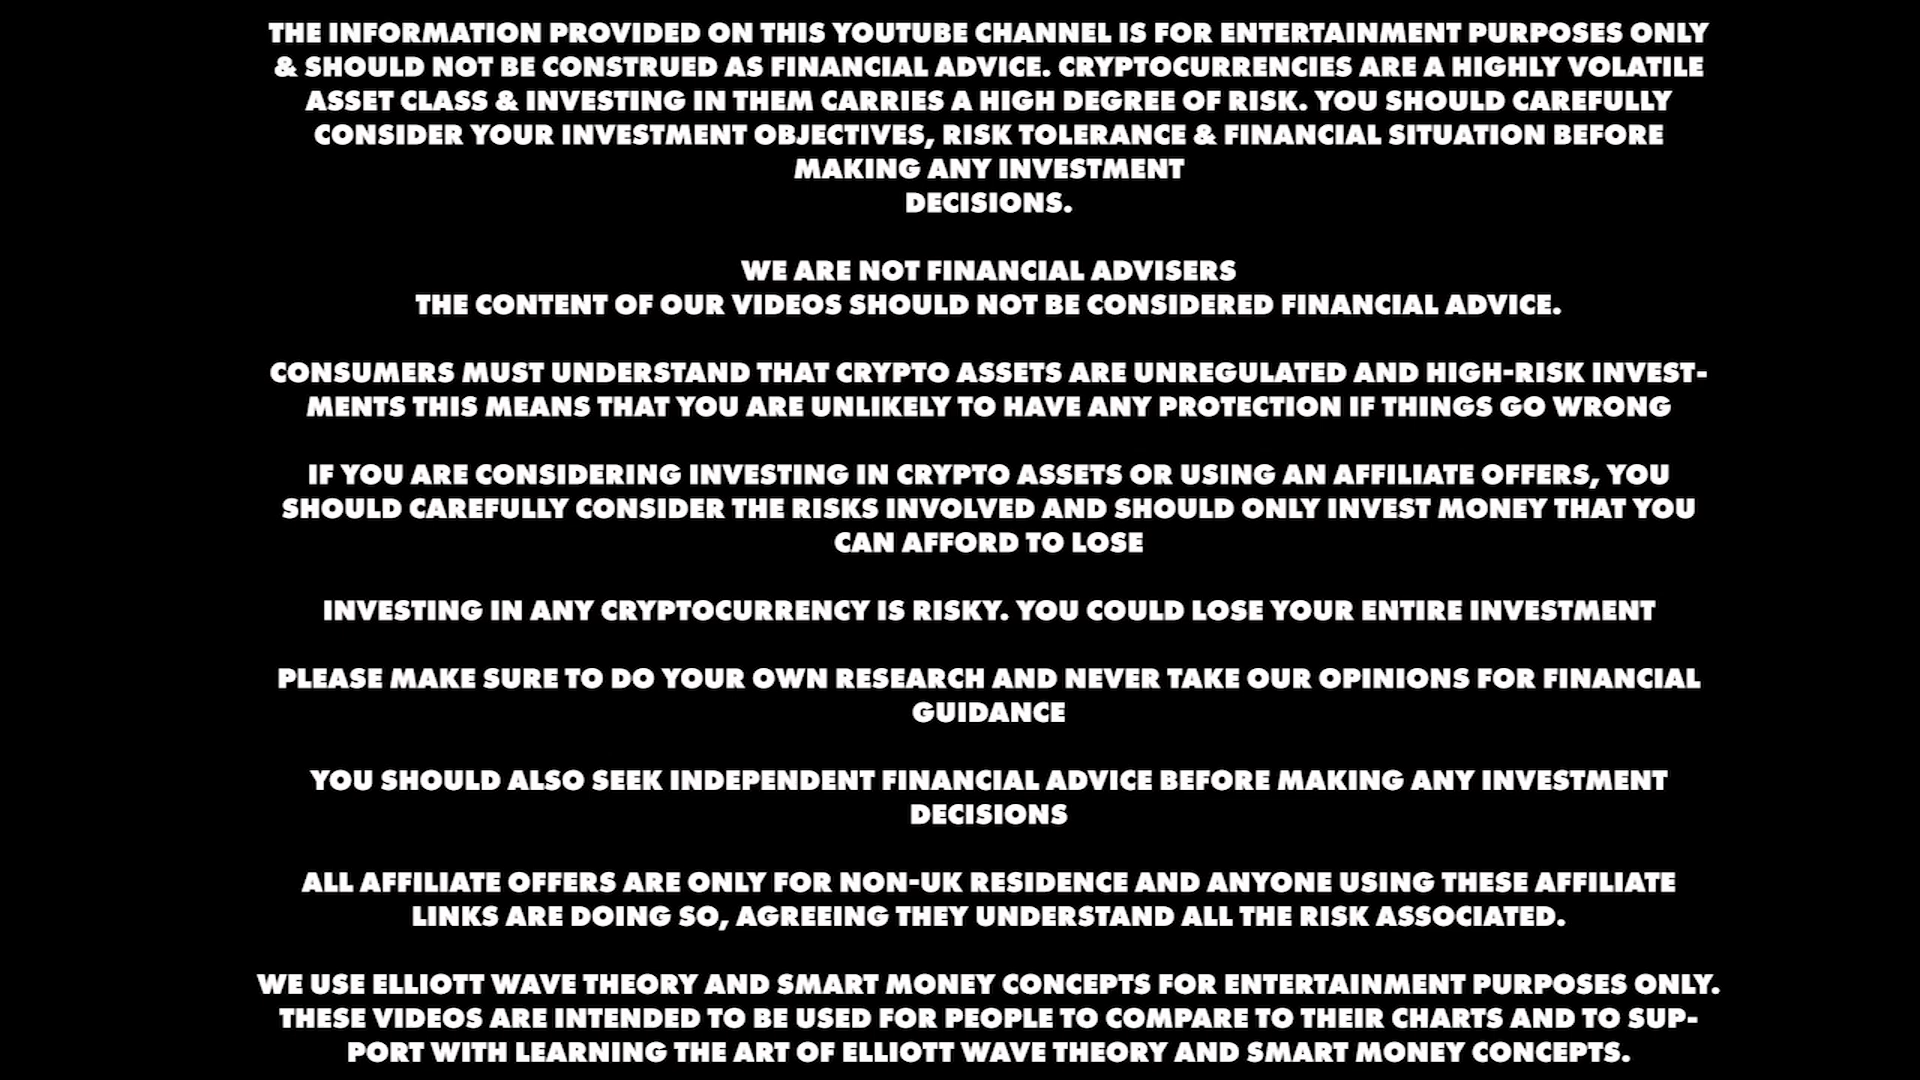 THE INFORMATION PROVIDED ON THIS YOUTUBE CHANNEL IS FOR ENTERTAINMENT PURPOSES ONLY
& SHOULD NOT BE CONSTRUED AS FINANCIAL ADVICE. CRYPTOCURRENCIES ARE A HIGHLY VOLATILE
ASSET CLASS & INVESTING IN THEM CARRIES A HIGH DEGREE OF RISK. YOU SHOULD CAREFULLY
CONSIDER YOUR INVESTMENT OBJECTIVES, RISK TOLERANCE & FINANCIAL SITUATION BEFORE
MAKING ANY INVESTMENT
DECISIONS.
WE ARE NOT FINANCIAL ADVISERS
THE CONTENT OF OUR VIDEOS SHOULD NOT BE CONSIDERED FINANCIAL ADVICE.
CONSUMERS MUST UNDERSTAND THAT CRYPTO ASSETS ARE UNREGULATED AND HIGH-RISK INVEST-
MENTS THIS MEANS THAT YOU ARE UNLIKELY TO HAVE ANY PROTECTION IF THINGS GO WRONG
IF YOU ARE CONSIDERING INVESTING IN CRYPTO ASSETS OR USING AN AFFILIATE OFFERS, YOU
SHOULD CAREFULLY CONSIDER THE RISKS INVOLVED AND SHOULD ONLY INVEST MONEY THAT YOU
CAN AFFORD TO LOSE
INVESTING IN ANY CRYPTOCURRENCY IS RISKY. YOU COULD LOSE YOUR ENTIRE INVESTMENT
PLEASE MAKE SURE TO DO YOUR OWN RESEARCH AND NEVER TAKE OUR OPINIONS FOR FINANCIAL
GUIDANCE
YOU SHOULD ALSO SEEK INDEPENDENT FINANCIAL ADVICE BEFORE MAKING ANY INVESTMENT
DECISIONS
ALL AFFILIATE OFFERS ARE ONLY FOR NON-UK RESIDENCE AND ANYONE USING THESE AFFILIATE
LINKS ARE DOING SO, AGREEING THEY UNDERSTAND ALL THE RISK ASSOCIATED.
WE USE ELLIOTT WAVE THEORY AND SMART MONEY CONCEPTS FOR ENTERTAINMENT PURPOSES ONLY.
THESE VIDEOS ARE INTENDED TO BE USED FOR PEOPLE TO COMPARE TO THEIR CHARTS AND TO SUP-
PORT WITH LEARNING THE ART OF ELLIOTT WAVE THEORY AND SMART MONEY CONCEPTS.